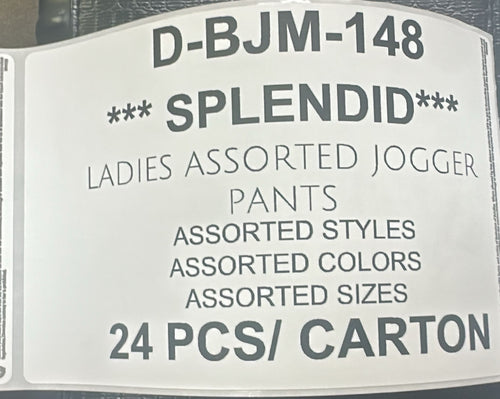 D-BJM-148
*** SPLENDID***
LADIES ASSORTED JOGGER
PANTS
ASSORTED STYLES
ASSORTED COLORS
ASSORTED SIZES
24 PCS/ CARTON